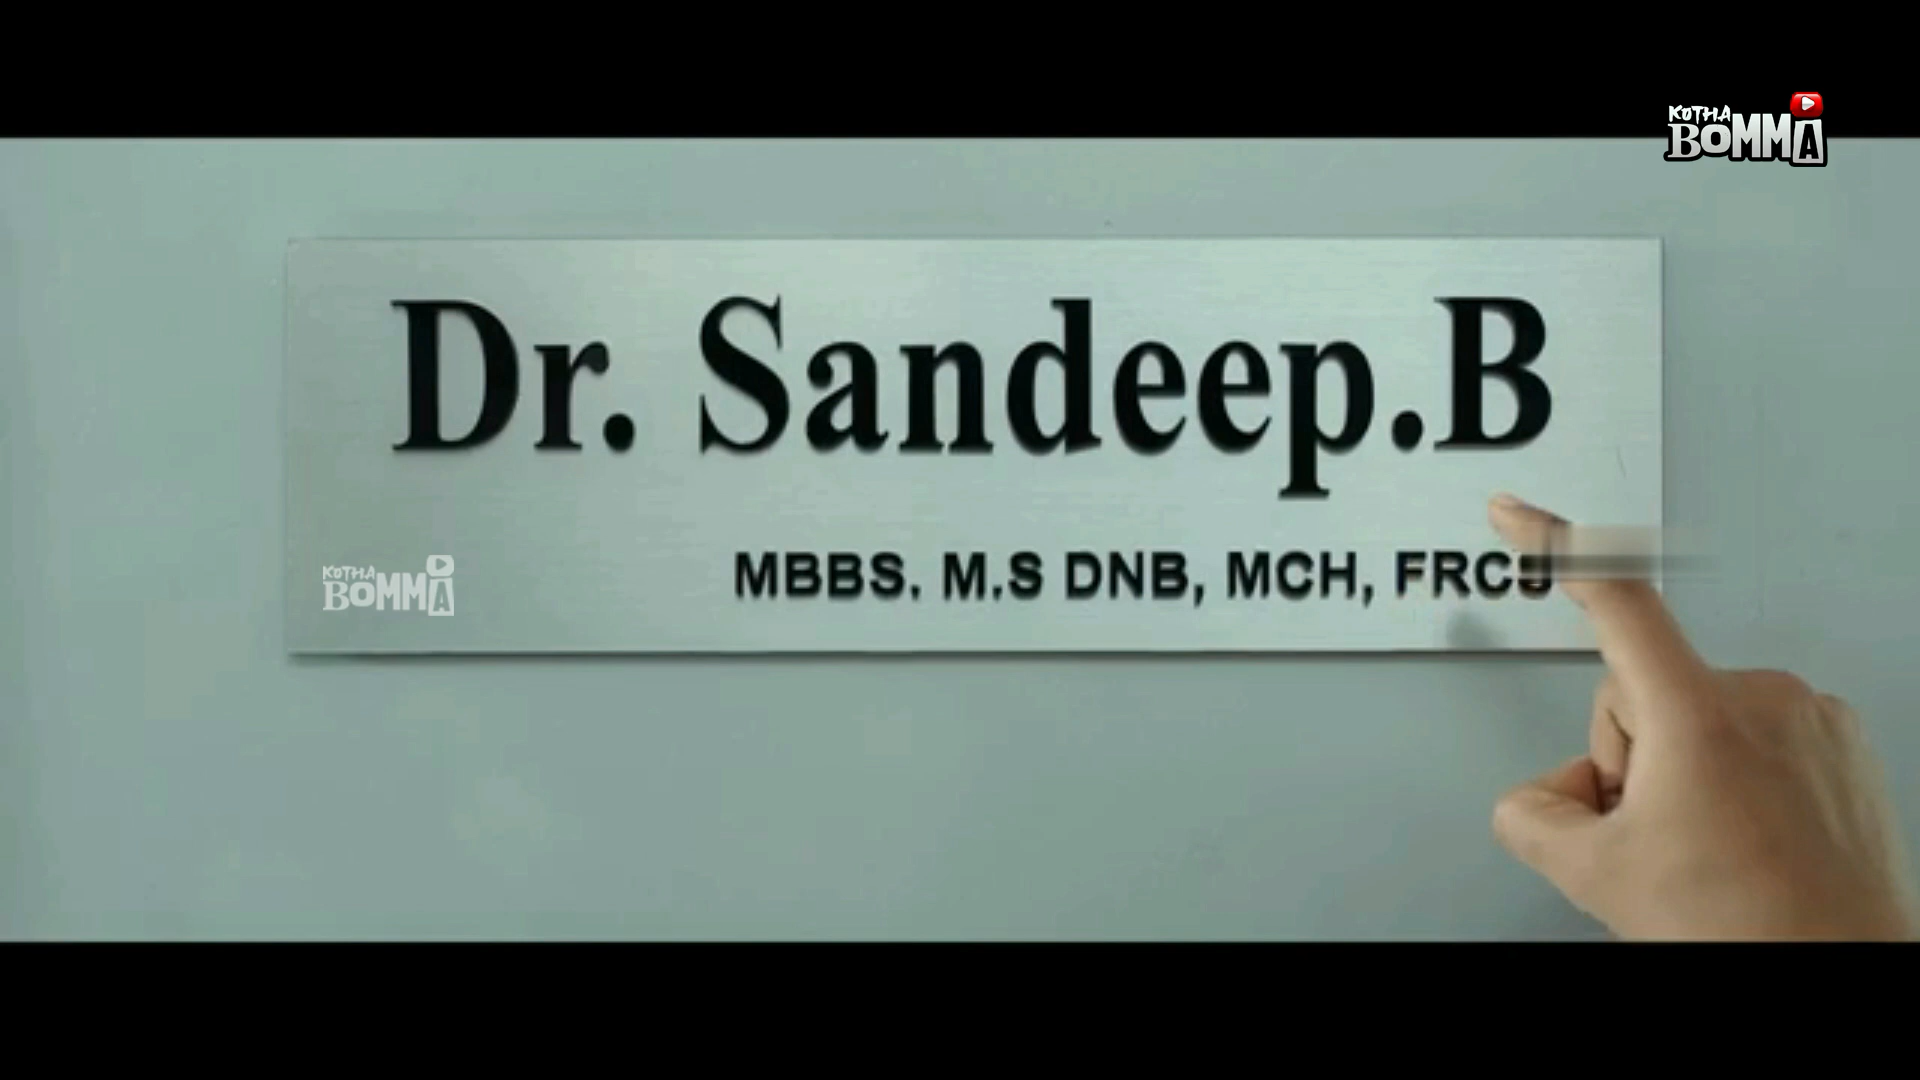 KOTHA
BOMMA
Dr. Sandeep.B
MBBS. M.S DNB, MCH, FRCS
KOTHA
BOMMA